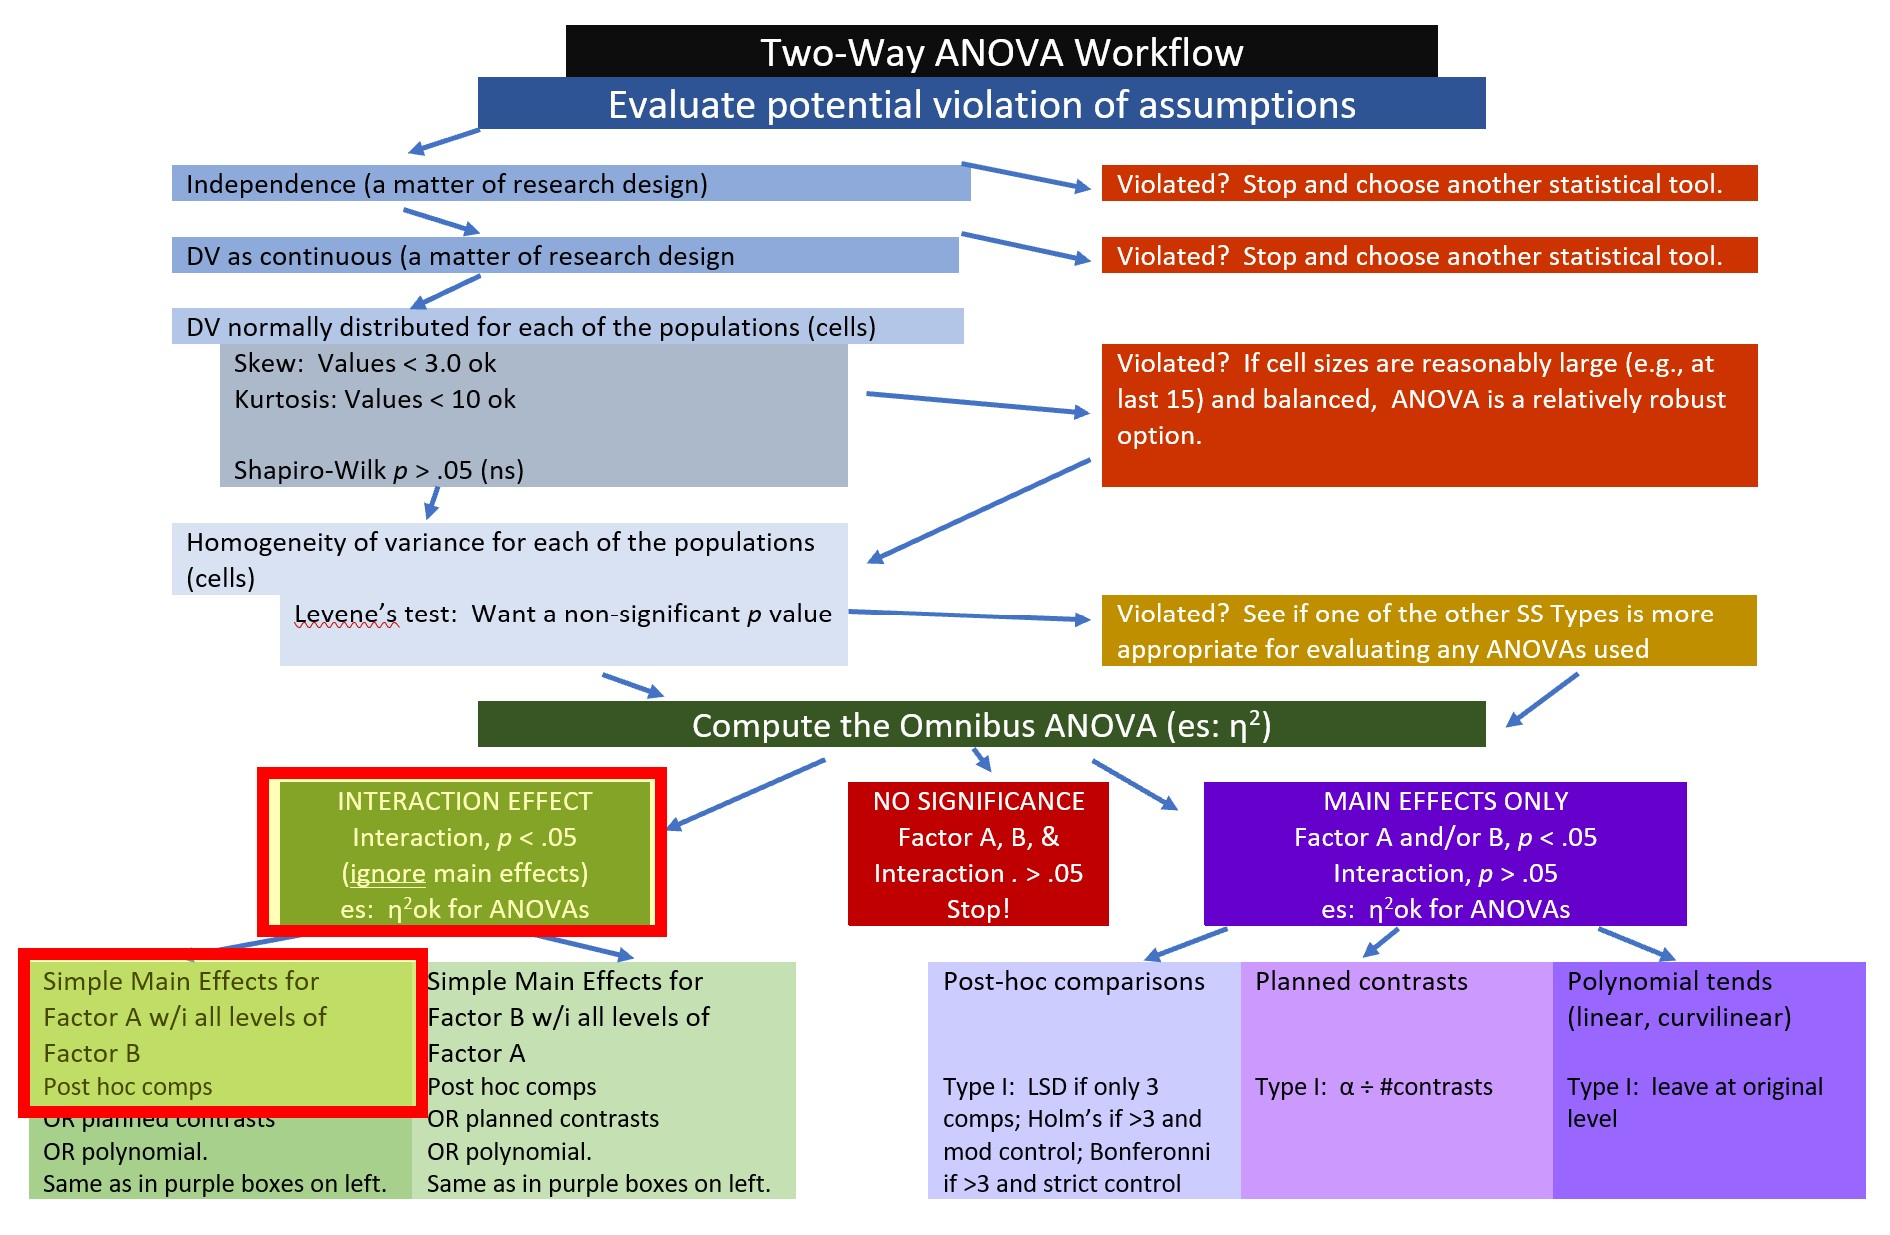 Two-Way ANOVA Workflow
Evaluate potential violation of assumptions
Independence (a matter of research design)
Violated?  Stop and choose another statistical tool.
DV as continuous (a matter of research design
Violated?  Stop and choose another statistical tool.
DV normally distributed for each of the populations (cells)
Skew:  Values < 3.0 ok
Kurtosis: Values < 10 ok
Shapiro-Wilk p > .05 (ns)
Violated?  If cell sizes are reasonably large (e.g., at
last 15) and balanced,  ANOVA is a relatively robust
option.
Homogeneity of variance for each of the populations
(cells)
Levene's test:  Want a non-significant p value
Violated?  See if one of the other SS Types is more
appropriate for evaluating any ANOVAs used
Compute the Omnibus ANOVA (es: η²)
INTERACTION EFFECT
Interaction, p < .05
(ignore main effects)
es:  η²ok for ANOVAs
NO SIGNIFICANCE
Factor A, B, &
Interaction . > .05
Stop!
MAIN EFFECTS ONLY
Factor A and/or B, p < .05
Interaction, p > .05
es:  η²ok for ANOVAs
Simple Main Effects for
Factor A w/i all levels of
Factor B
Post hoc comps
OR planned contrasts
OR polynomial.
Same as in purple boxes on left.
Simple Main Effects for
Factor B w/i all levels of
Factor A
Post hoc comps
OR planned contrasts
OR polynomial.
Same as in purple boxes on left.
Post-hoc comparisons
Type I:  LSD if only 3
comps; Holm's if >3 and
mod control; Bonferonni
if >3 and strict control
Planned contrasts
Type I:  α ÷ #contrasts
Polynomial tends
(linear, curvilinear)
Type I:  leave at original
level